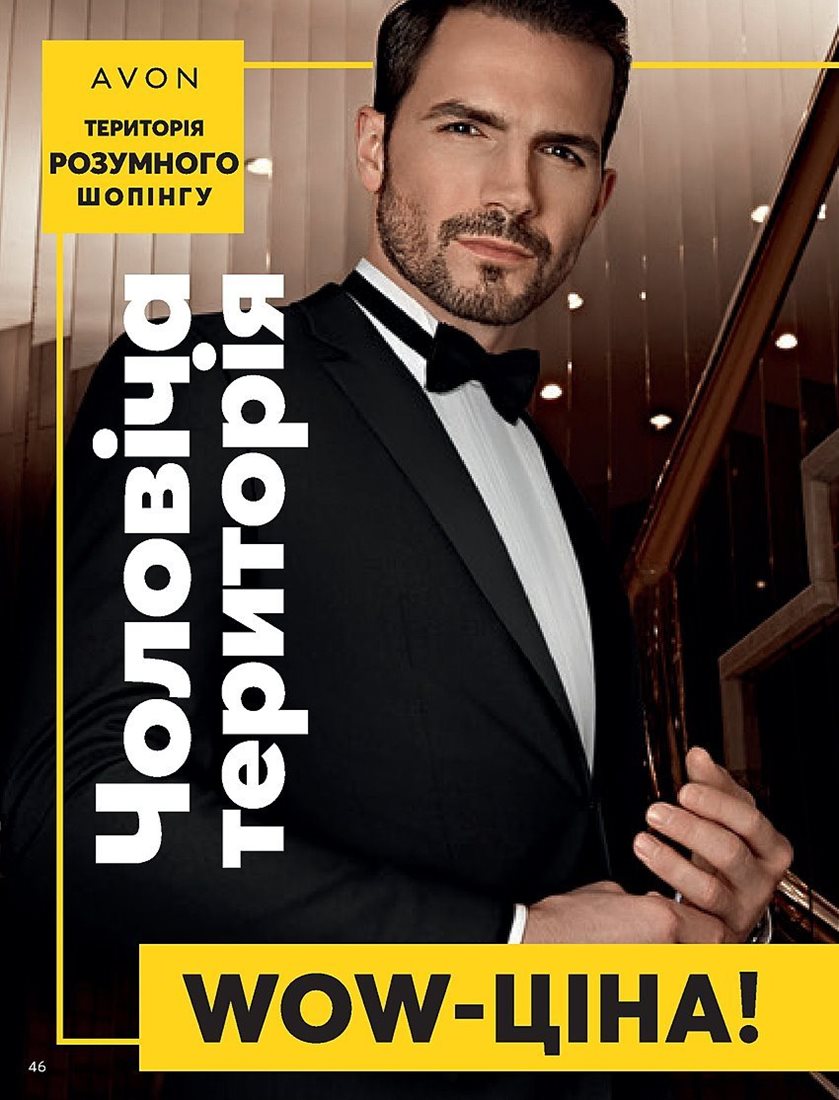 AVON
ТЕРИТОРІЯ
РОЗУМНОГО
ШОПІНГУ
Чоловіча
територія
WOW-ЦІНА!
46